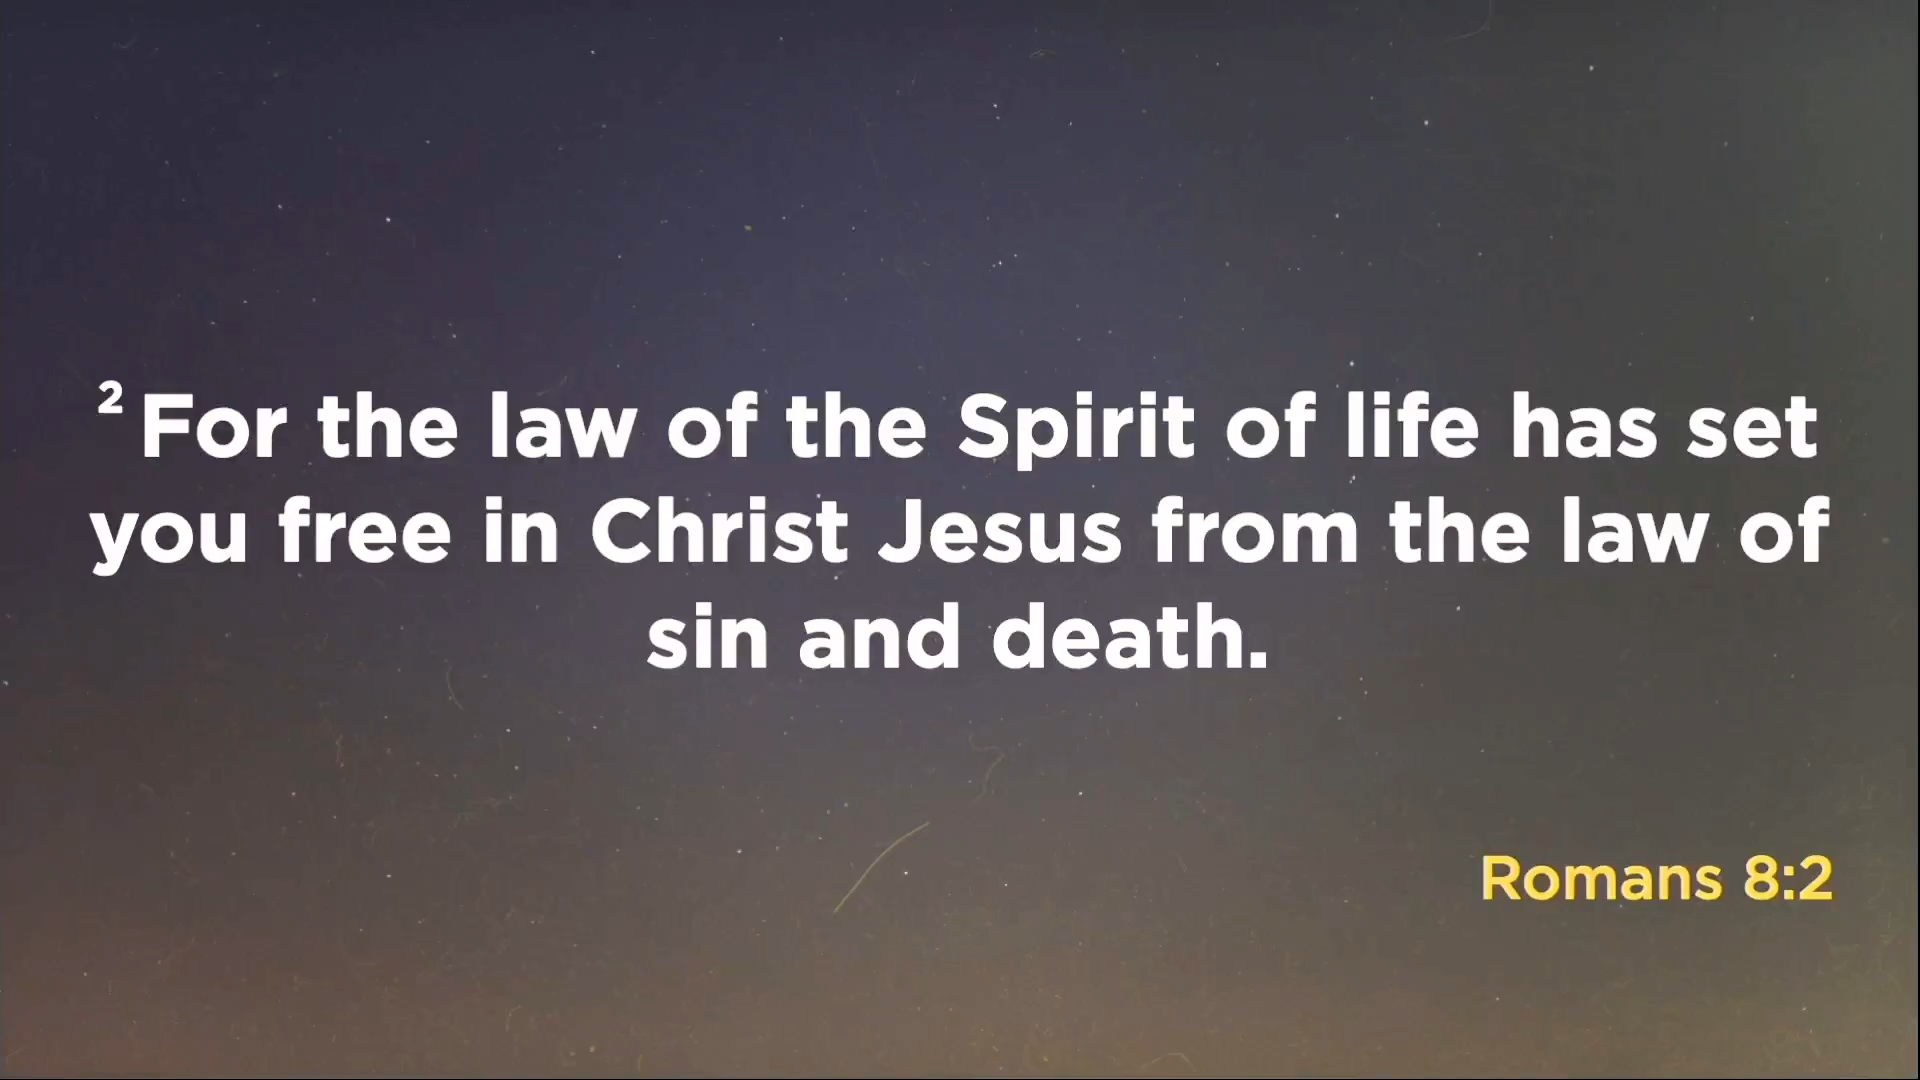 ² For the law of the Spirit of life has set
you free in Christ Jesus from the law of
sin and death.
Romans 8:2